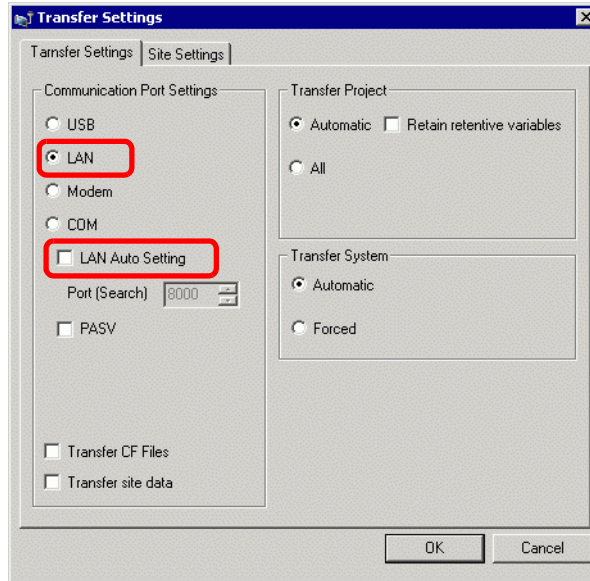 Transfer Settings
Tarnsfer Settings
Site Settings
Communication Port Settings
USB
LAN
Modem
COM
LAN Auto Setting
Port (Search) 8000
PASV
Transfer CF Files
Transfer site data
Transfer Project
Automatic
Retain retentive variables
All
Transfer System
Automatic
Forced
OK
Cancel